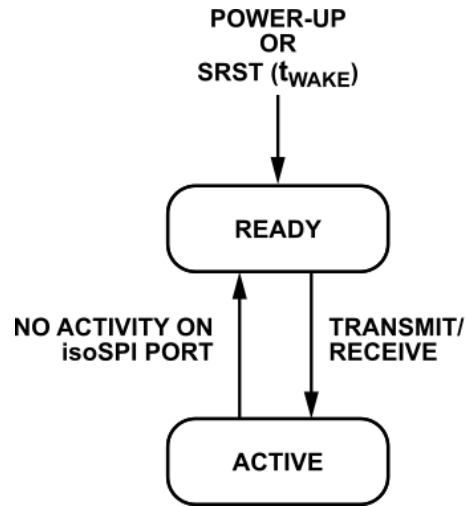 POWER-UP
OR
SRST (tWAKE)
READY
NO ACTIVITY ON
isoSPI PORT
TRANSMIT/
RECEIVE
ACTIVE